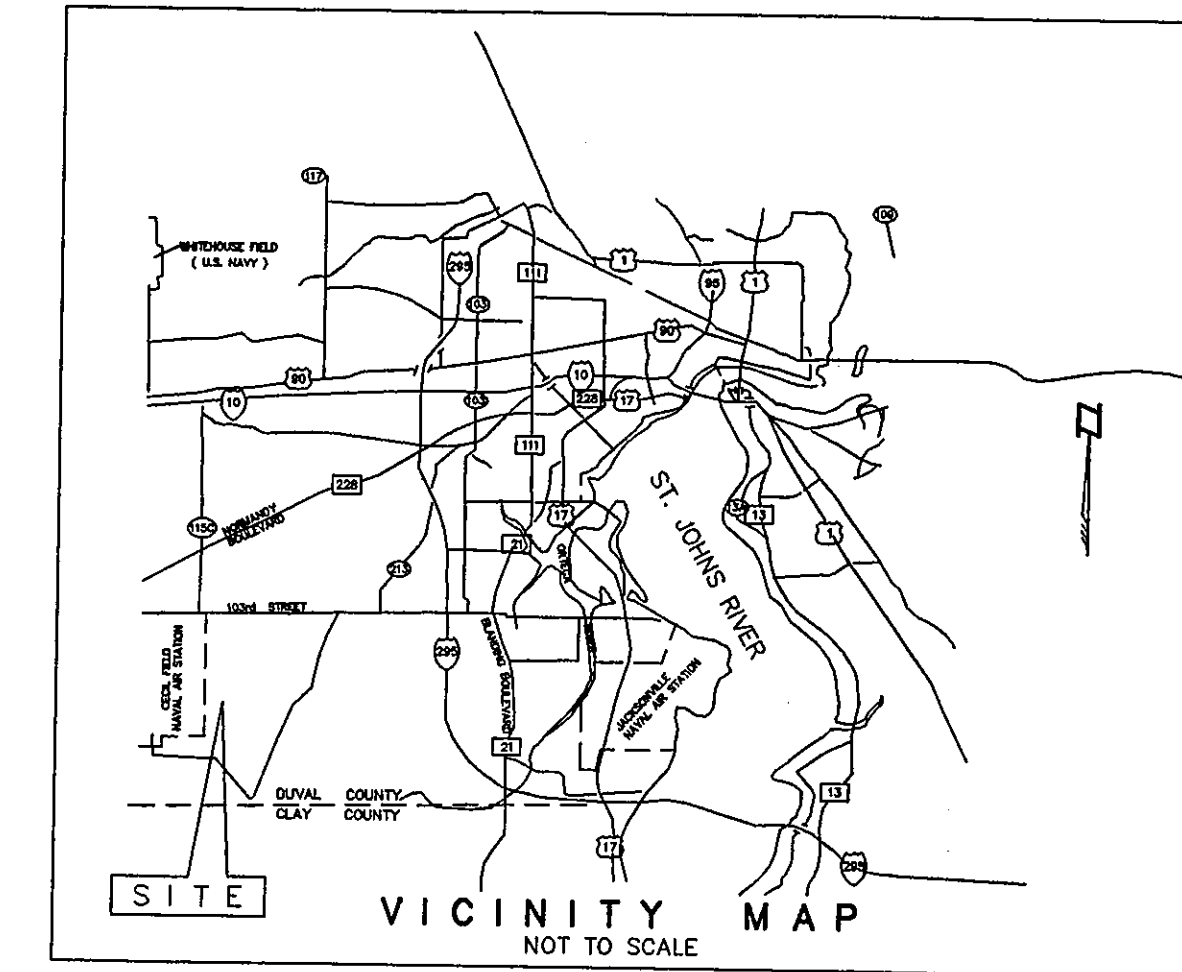 117
109
WHITEHOUSE FIELD
( U.S. NAVY )
295
111
1
95
1
103
90
90
10
10
103
228
17
111
228
ST. JOHNS RIVER
115C
NORMANDY
BOULEVARD
17
13
1
21
213
103rd STREET
CECIL FIELD
NAVAL AIR STATION
295
BLANDING BOULEVARD
JACKSONVILLE
NAVAL AIR STATION
21
DUVAL COUNTY
CLAY COUNTY
13
17
295
SITE
VICINITY MAP
NOT TO SCALE